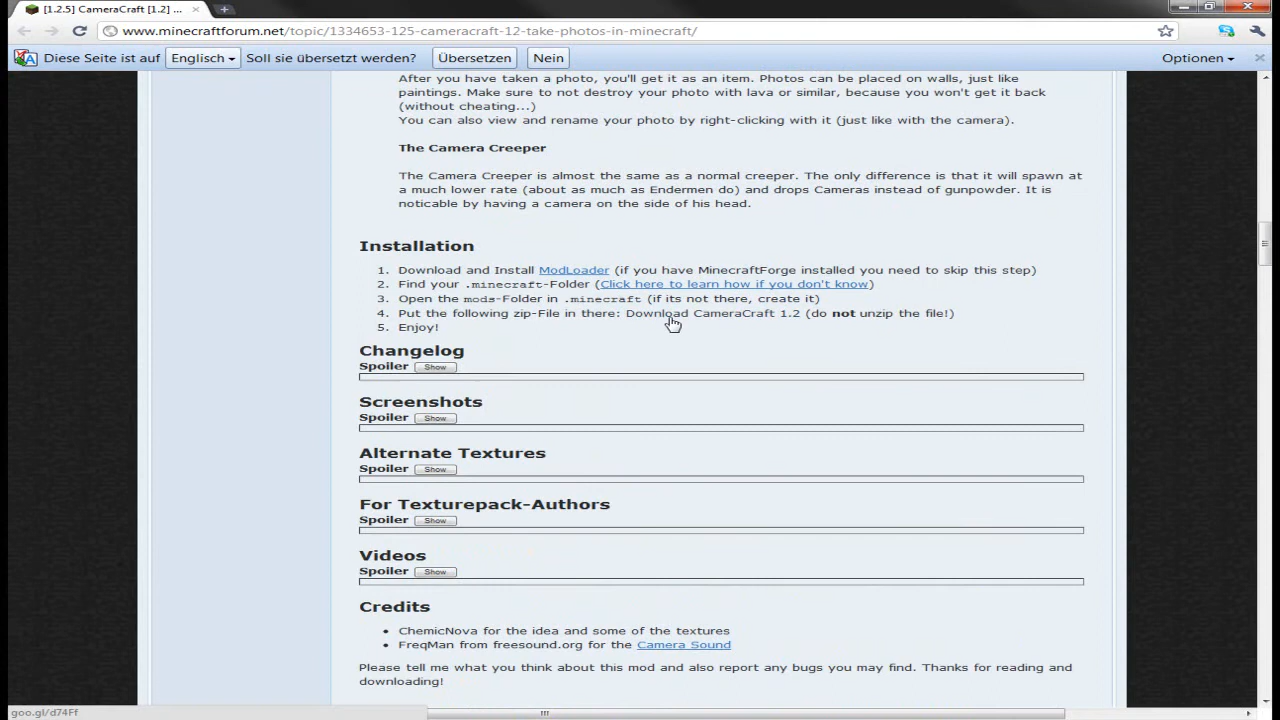 [1.2.5] CameraCraft [1.2] ...
www.minecraftforum.net/topic/1334653-125-cameracraft-12-take-photos-in-minecraft/
Diese Seite ist auf Englisch Soll sie übersetzt werden? Übersetzen Nein Optionen
After you have taken a photo, you'll get it as an item. Photos can be placed on walls, just like
paintings. Make sure to not destroy your photo with lava or similar, because you won't get it back
(without cheating...)
You can also view and rename your photo by right-clicking with it (just like with the camera).
The Camera Creeper
The Camera Creeper is almost the same as a normal creeper. The only difference is that it will spawn at
a much lower rate (about as much as Endermen do) and drops Cameras instead of gunpowder. It is
noticable by having a camera on the side of his head.
Installation
1. Download and Install ModLoader (if you have MinecraftForge installed you need to skip this step)
2. Find your .minecraft-Folder (Click here to learn how if you don't know)
3. Open the mods-Folder in .minecraft (if its not there, create it)
4. Put the following zip-File in there: Download CameraCraft 1.2 (do not unzip the file!)
5. Enjoy!
Changelog
Spoiler Show
Screenshots
Spoiler Show
Alternate Textures
Spoiler Show
For Texturepack-Authors
Spoiler Show
Videos
Spoiler Show
Credits
• ChemicNova for the idea and some of the textures
• FreqMan from freesound.org for the Camera Sound
Please tell me what you think about this mod and also report any bugs you may find. Thanks for reading and
downloading!
goo.gl/d74Ff